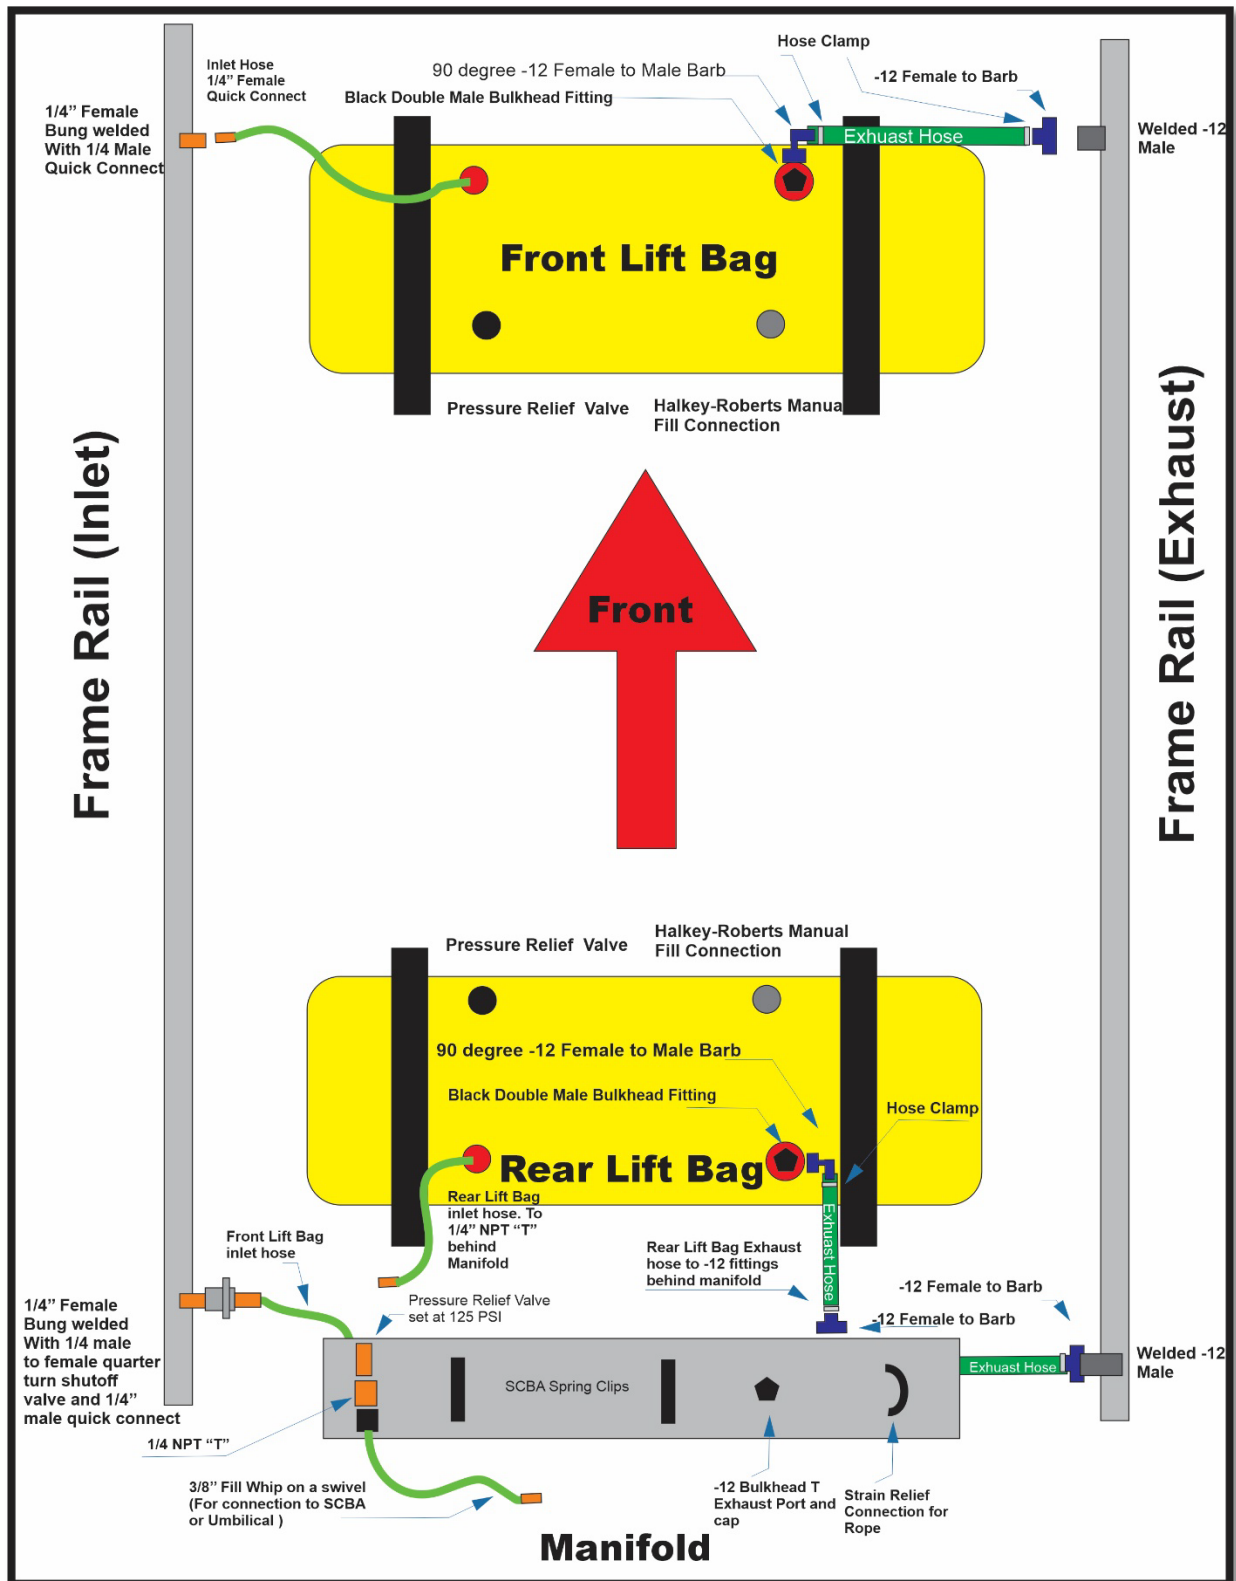 Hose Clamp
Inlet Hose
1/4” Female
Quick Connect
90 degree -12 Female to Male Barb
-12 Female to Barb
Black Double Male Bulkhead Fitting
1/4” Female
Bung welded
With 1/4 Male
Quick Connect
Exhuast Hose
Welded -12
Male
Front Lift Bag
Pressure Relief Valve
Halkey-Roberts Manua
Fill Connection
Frame Rail (Inlet)
Frame Rail (Exhaust)
Front
Pressure Relief Valve
Halkey-Roberts Manual
Fill Connection
90 degree -12 Female to Male Barb
Black Double Male Bulkhead Fitting
Hose Clamp
Rear Lift Bag
Exhuast Hose
Rear Lift Bag
inlet hose. To
1/4” NPT “T”
behind
Manifold
Front Lift Bag
inlet hose
Rear Lift Bag Exhaust
hose to -12 fittings
behind manifold
-12 Female to Barb
Pressure Relief Valve
set at 125 PSI
-12 Female to Barb
1/4” Female
Bung welded
With 1/4 male
to female quarter
turn shutoff
valve and 1/4”
male quick connect
Exhuast Hose
Welded -12
Male
SCBA Spring Clips
1/4 NPT “T”
3/8” Fill Whip on a swivel
(For connection to SCBA
or Umbilical )
-12 Bulkhead T
Exhaust Port and
cap
Strain Relief
Connection for
Rope
Manifold